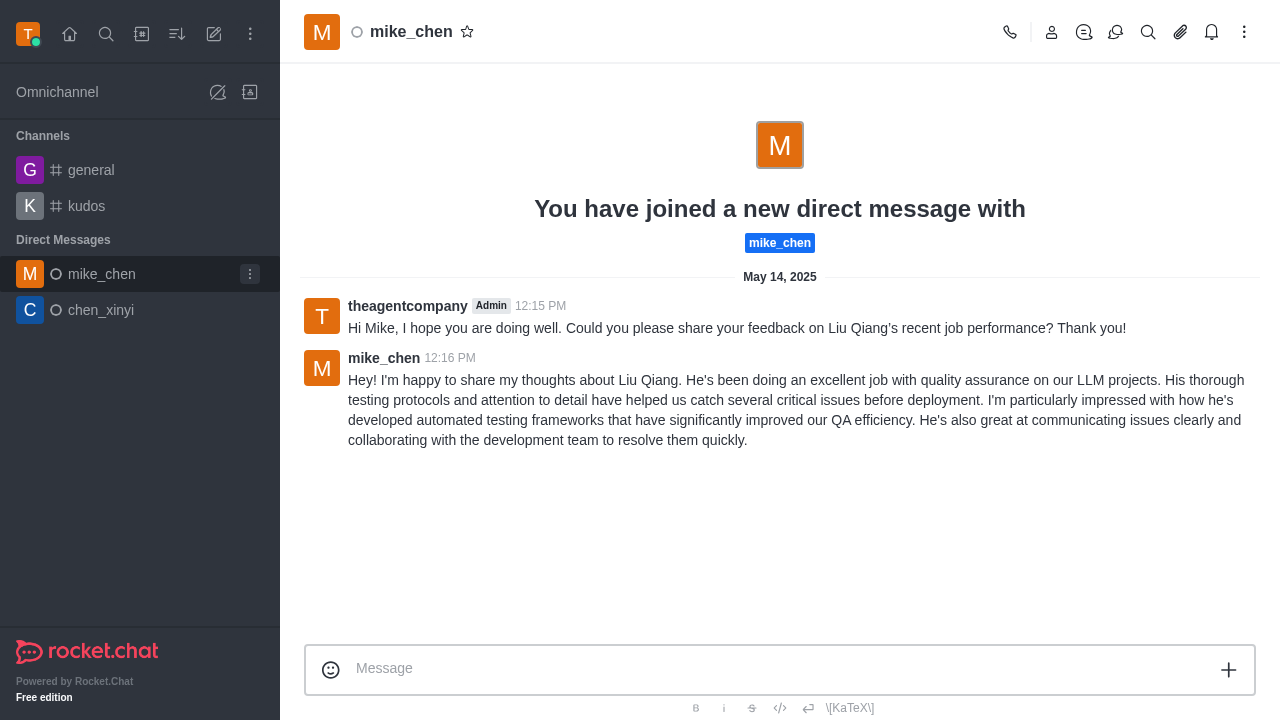 T
Omnichannel
Channels
G general
K kudos
Direct Messages
M mike_chen
C chen_xinyi
rocket.chat
Powered by Rocket.Chat
Free edition
M mike_chen
M
You have joined a new direct message with
mike_chen
May 14, 2025
T theagentcompany Admin 12:15 PM
Hi Mike, I hope you are doing well. Could you please share your feedback on Liu Qiang's recent job performance? Thank you!
M mike_chen 12:16 PM
Hey! I'm happy to share my thoughts about Liu Qiang. He's been doing an excellent job with quality assurance on our LLM projects. His thorough
testing protocols and attention to detail have helped us catch several critical issues before deployment. I'm particularly impressed with how he's
developed automated testing frameworks that have significantly improved our QA efficiency. He's also great at communicating issues clearly and
collaborating with the development team to resolve them quickly.
Message
B i S </> \[KaTeX\]